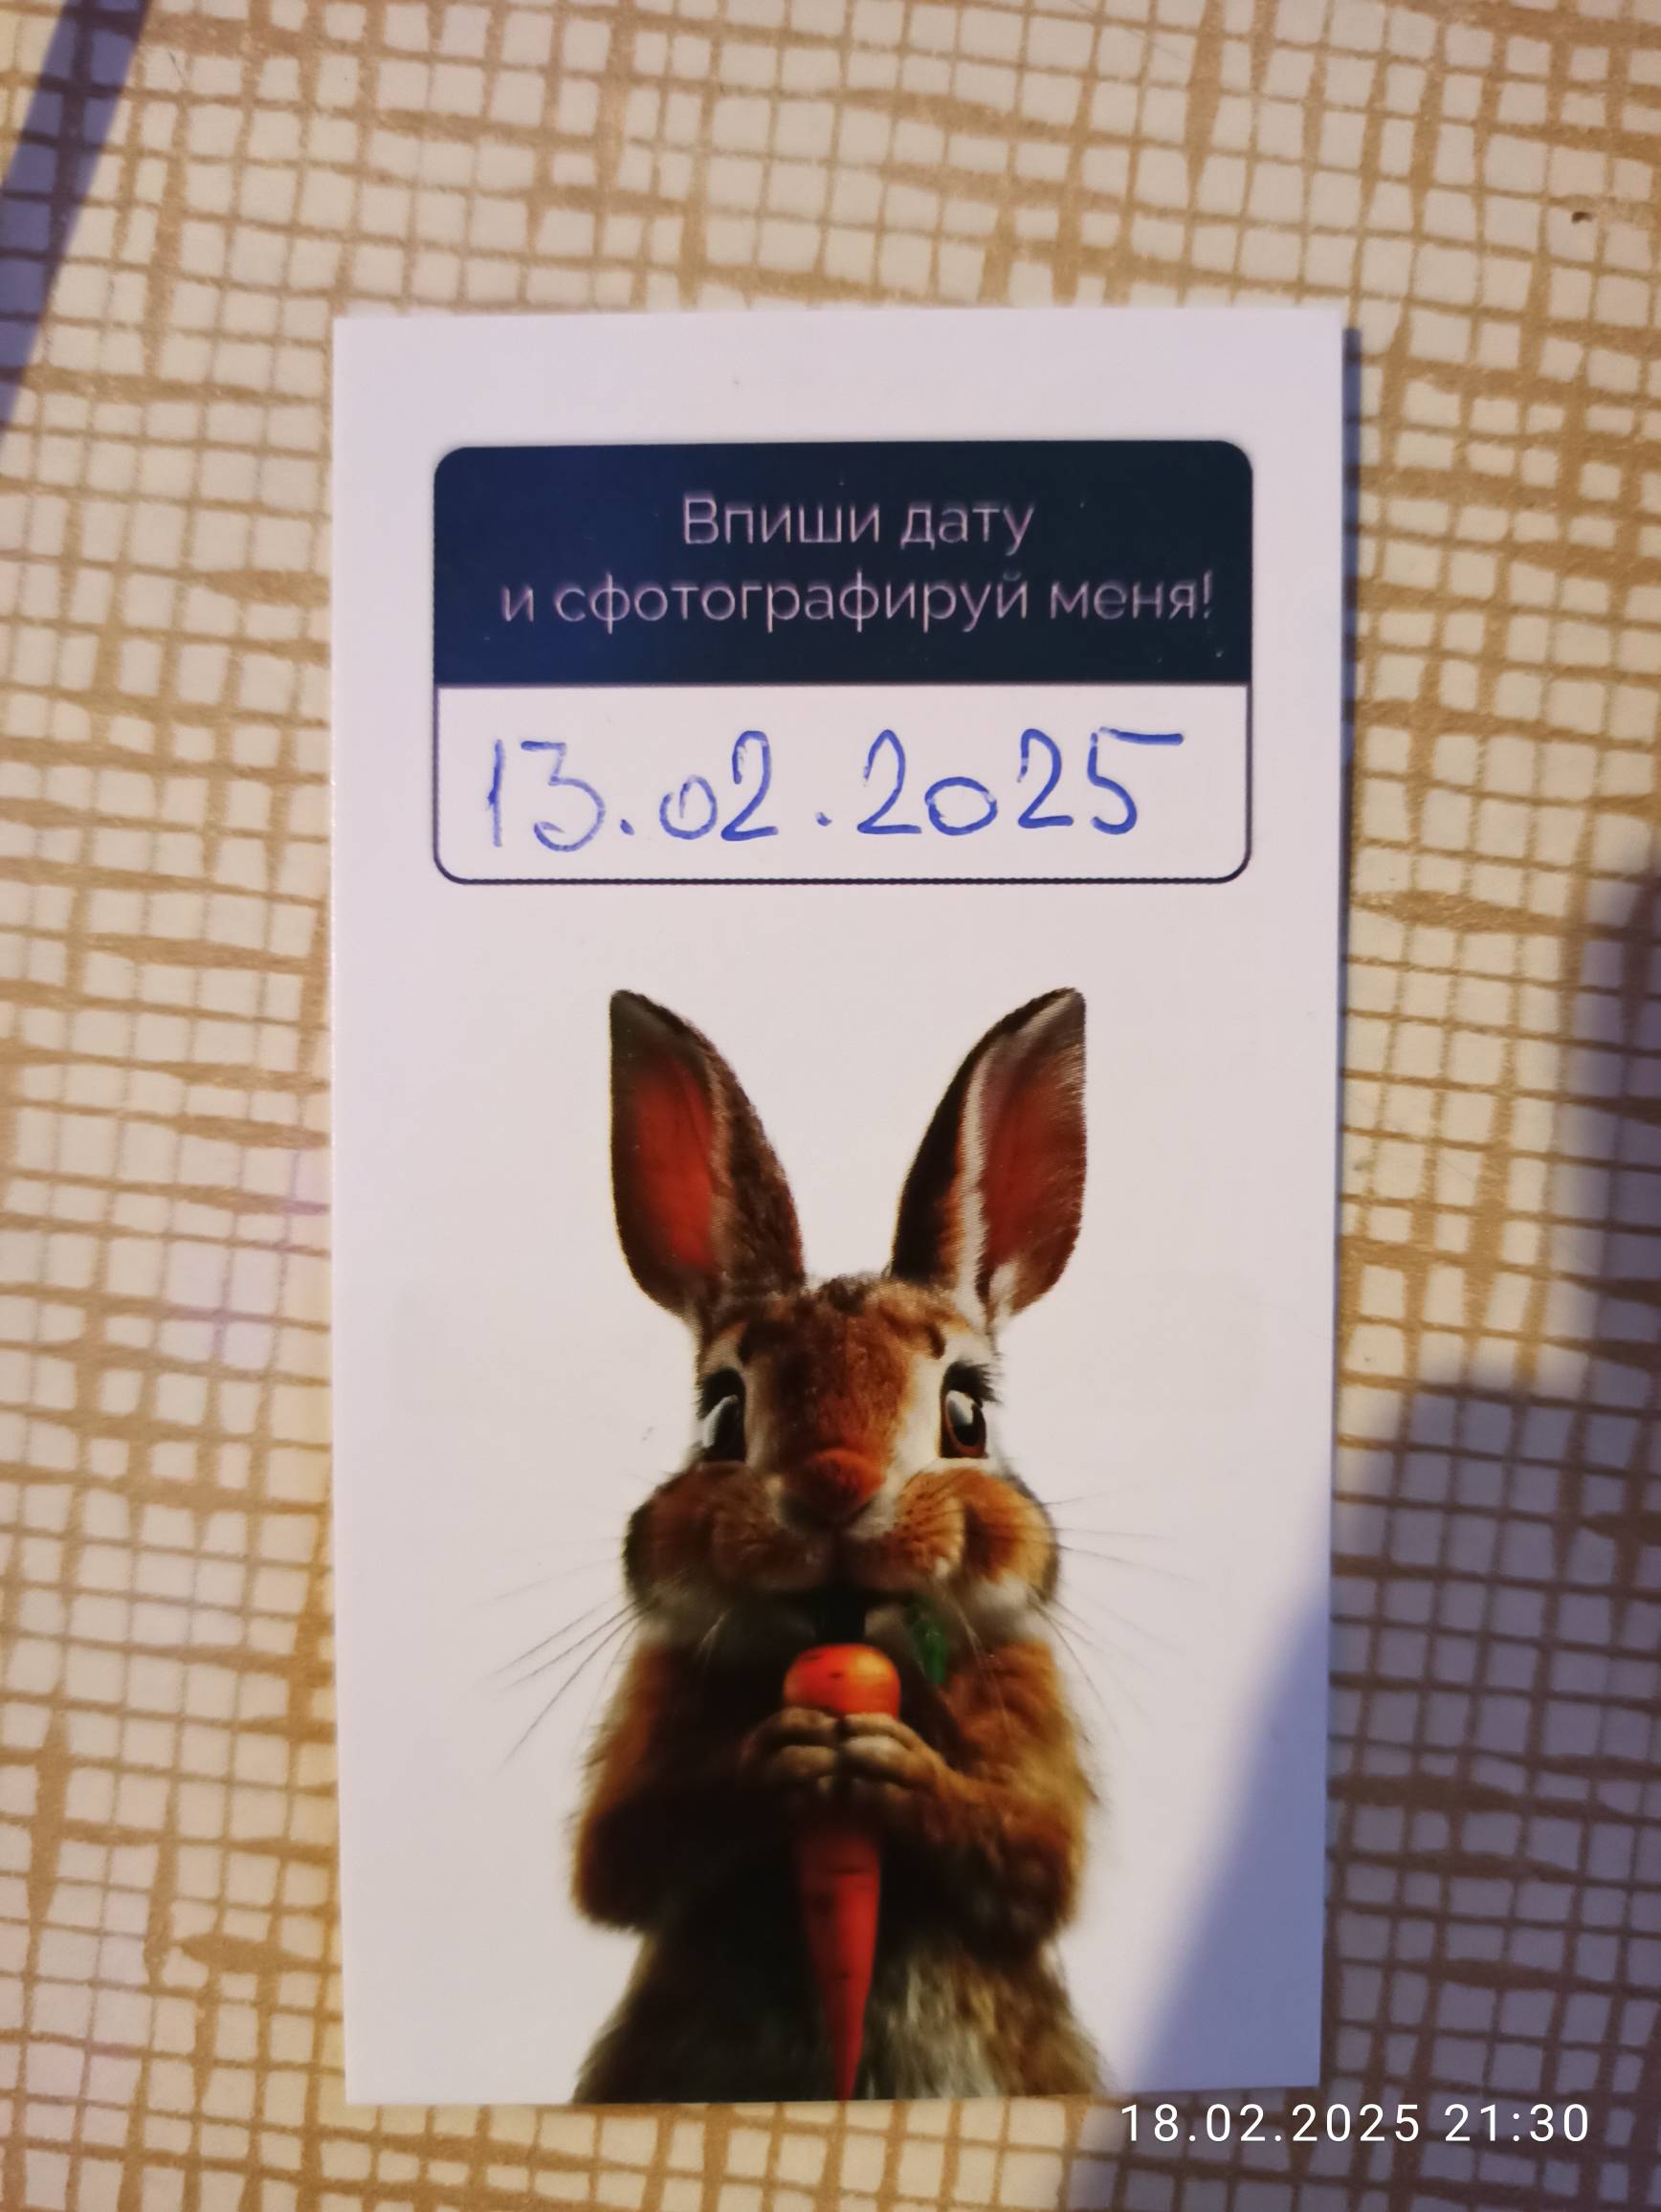 Впиши дату
и сфотографируй меня!
13.02.2025
18.02.2025 21:30